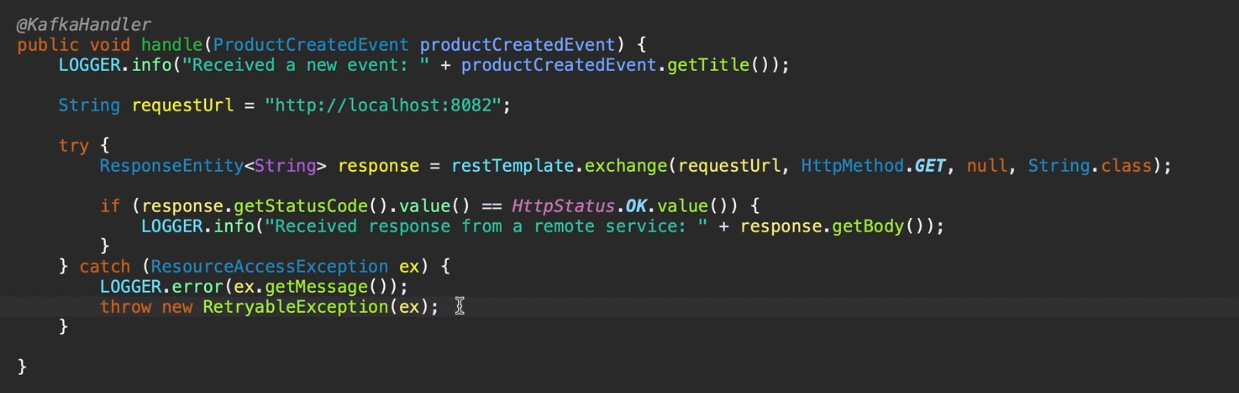 @KafkaHandler
public void handle(ProductCreatedEvent productCreatedEvent) {
LOGGER.info("Received a new event: " + productCreatedEvent.getTitle());
String requestUrl = "http://localhost:8082";
try {
ResponseEntity<String> response = restTemplate.exchange(requestUrl, HttpMethod.GET, null, String.class);
if (response.getStatusCode().value() == HttpStatus.OK.value()) {
LOGGER.info("Received response from a remote service: " + response.getBody());
}
} catch (ResourceAccessException ex) {
LOGGER.error(ex.getMessage());
throw new RetryableException(ex);
}
}